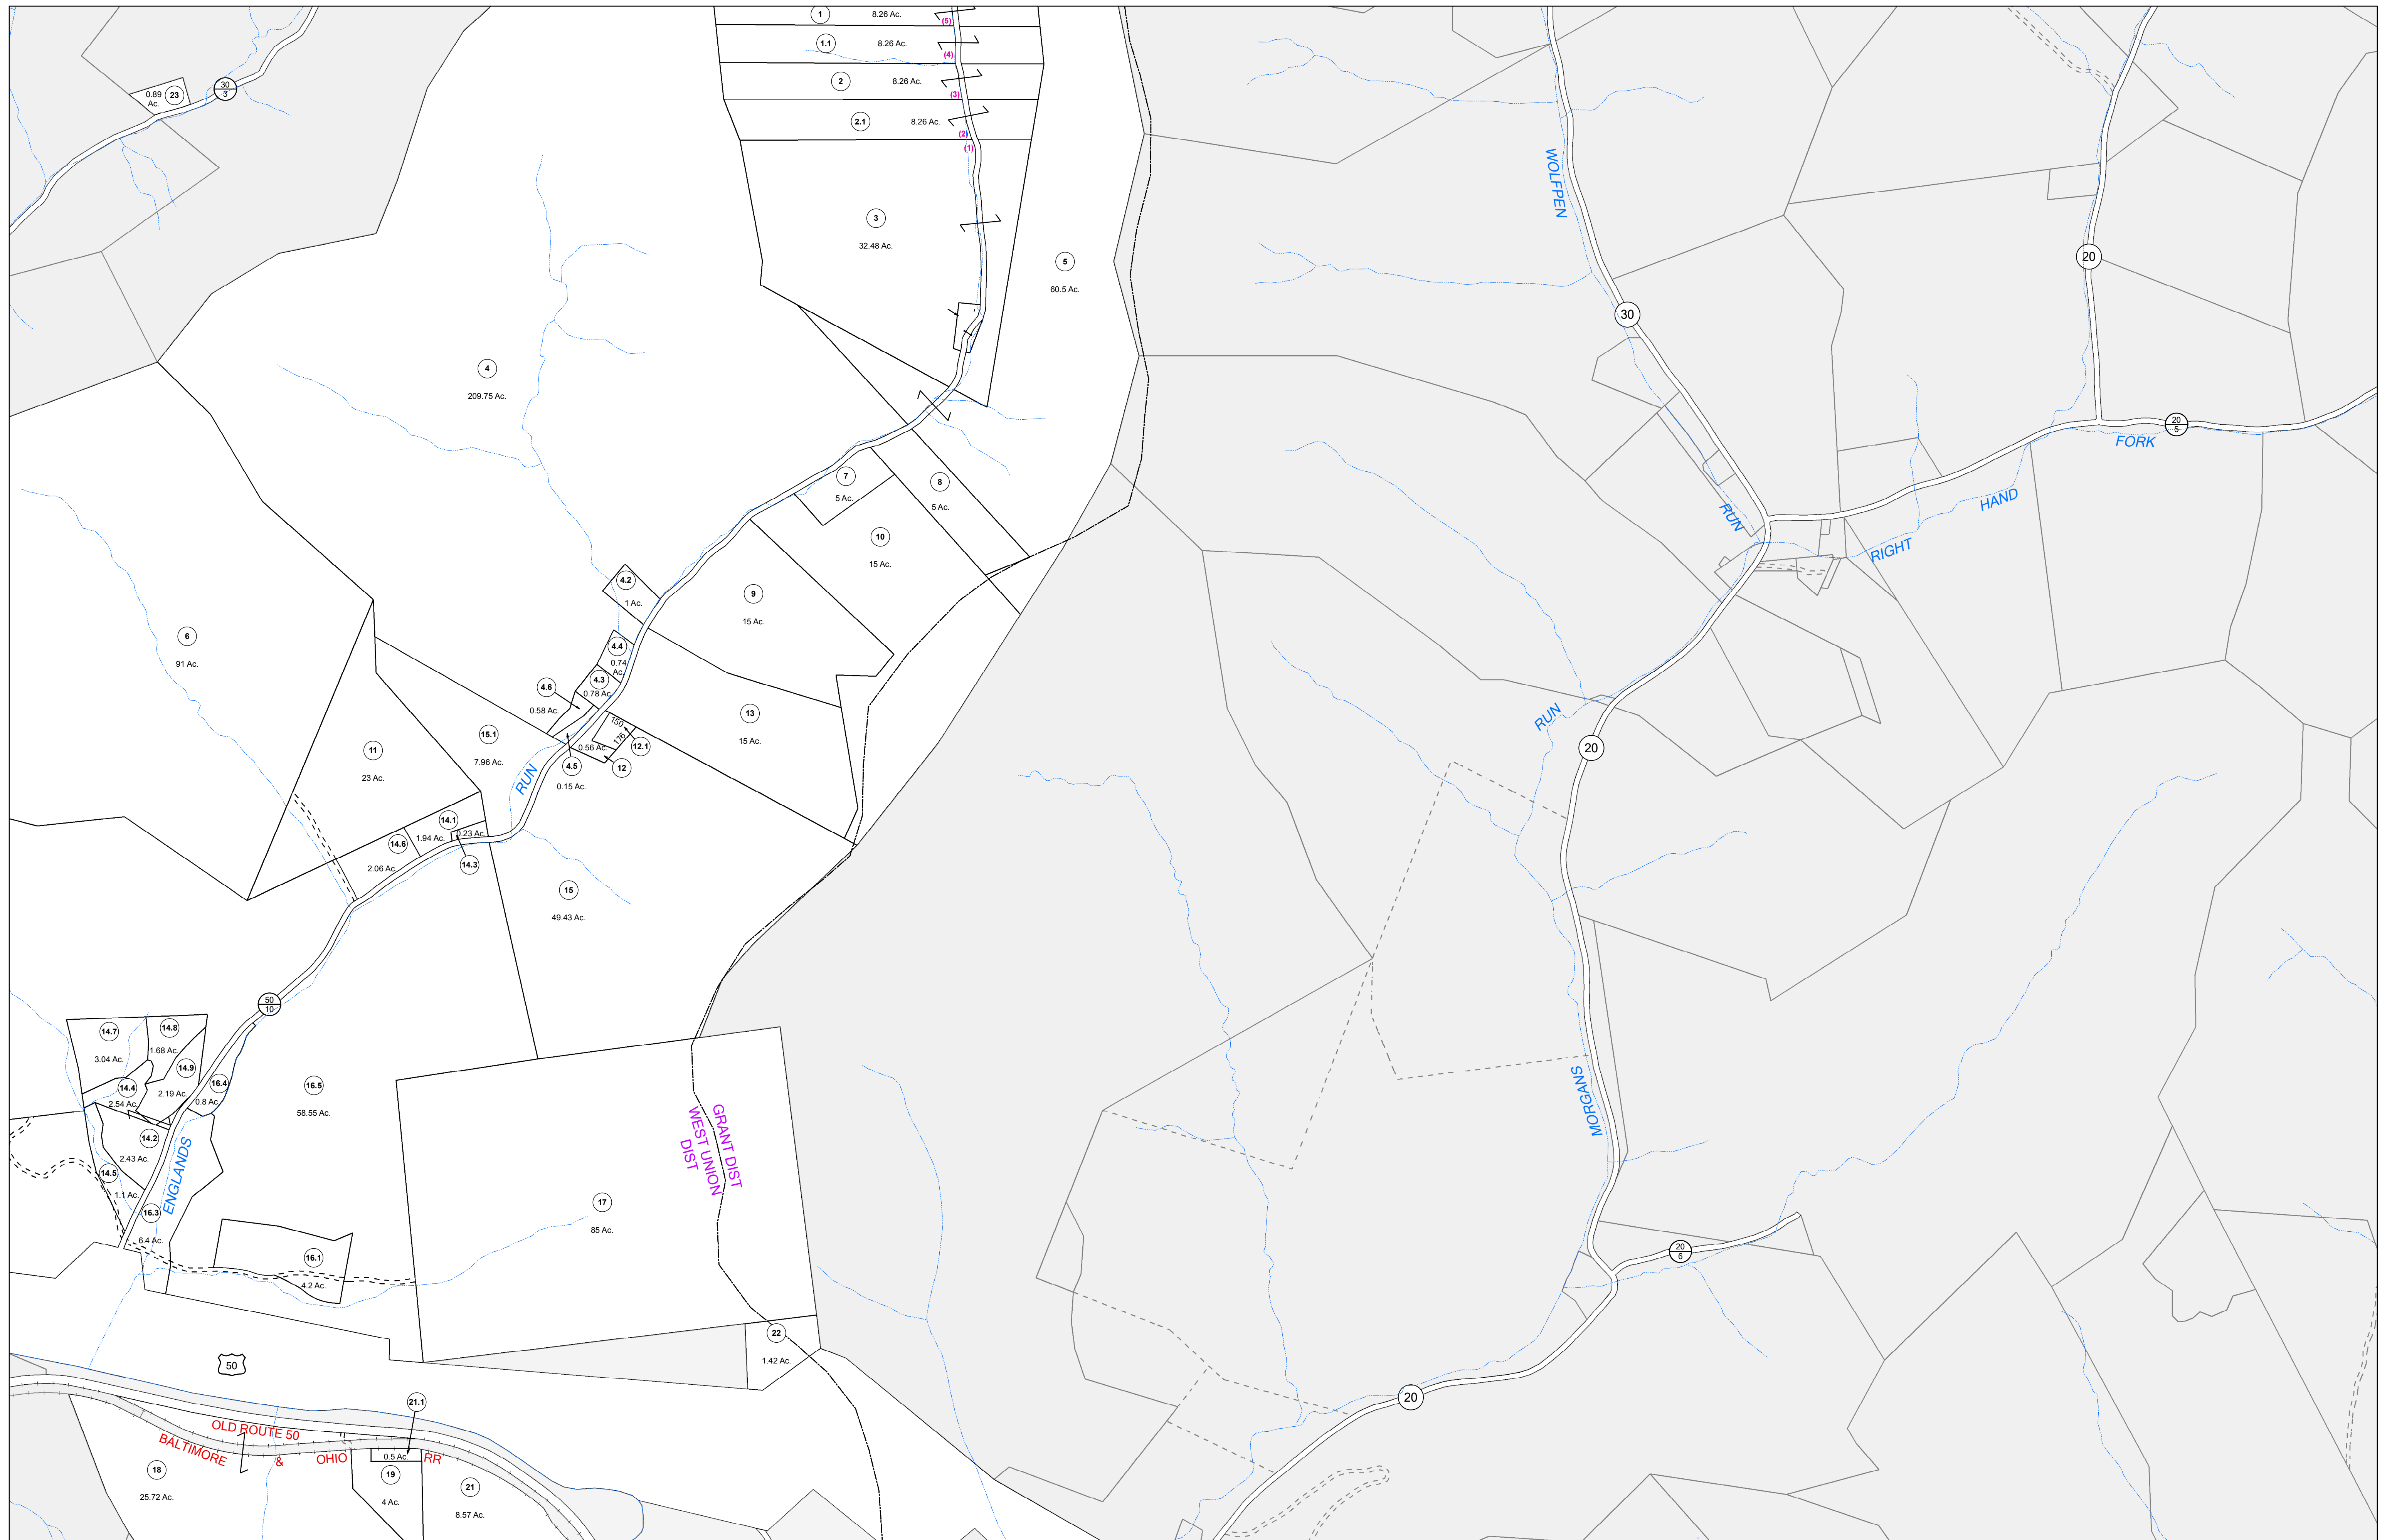 1 8.26 Ac. (5)
1.1 8.26 Ac. (4)
2 8.26 Ac. (3)
2.1 8.26 Ac. (2)
(1)
0.89
Ac.
23
30
3
3
32.48 Ac.
5
60.5 Ac.
4
209.75 Ac.
WOLFPEN
30
20
20
5
FORK
HAND
RIGHT
RUN
7
5 Ac.
8
5 Ac.
10
15 Ac.
4.2
1 Ac.
9
15 Ac.
6
91 Ac.
4.4
0.74
Ac.
4.3
0.78 Ac.
4.6
0.58 Ac.
150
176
12.1
0.56 Ac.
12
4.5
0.15 Ac.
13
15 Ac.
15.1
7.96 Ac.
11
23 Ac.
RUN
RUN
20
14.1
1.94 Ac.
0.23 Ac.
14.6
2.06 Ac.
14.3
15
49.43 Ac.
50
10
14.7
3.04 Ac.
14.8
1.68 Ac.
14.9
2.19 Ac.
14.4
2.54 Ac.
16.4
0.8 Ac.
16.5
58.55 Ac.
14.2
2.43 Ac.
14.5
1.1 Ac.
ENGLANDS
16.3
6.4 Ac.
16.1
4.2 Ac.
GRANT DIST
WEST UNION
DIST
MORGANS
17
85 Ac.
20
6
22
1.42 Ac.
50
20
21.1
OLD ROUTE 50
BALTIMORE & OHIO RR
0.5 Ac.
18
25.72 Ac.
19
4 Ac.
21
8.57 Ac.